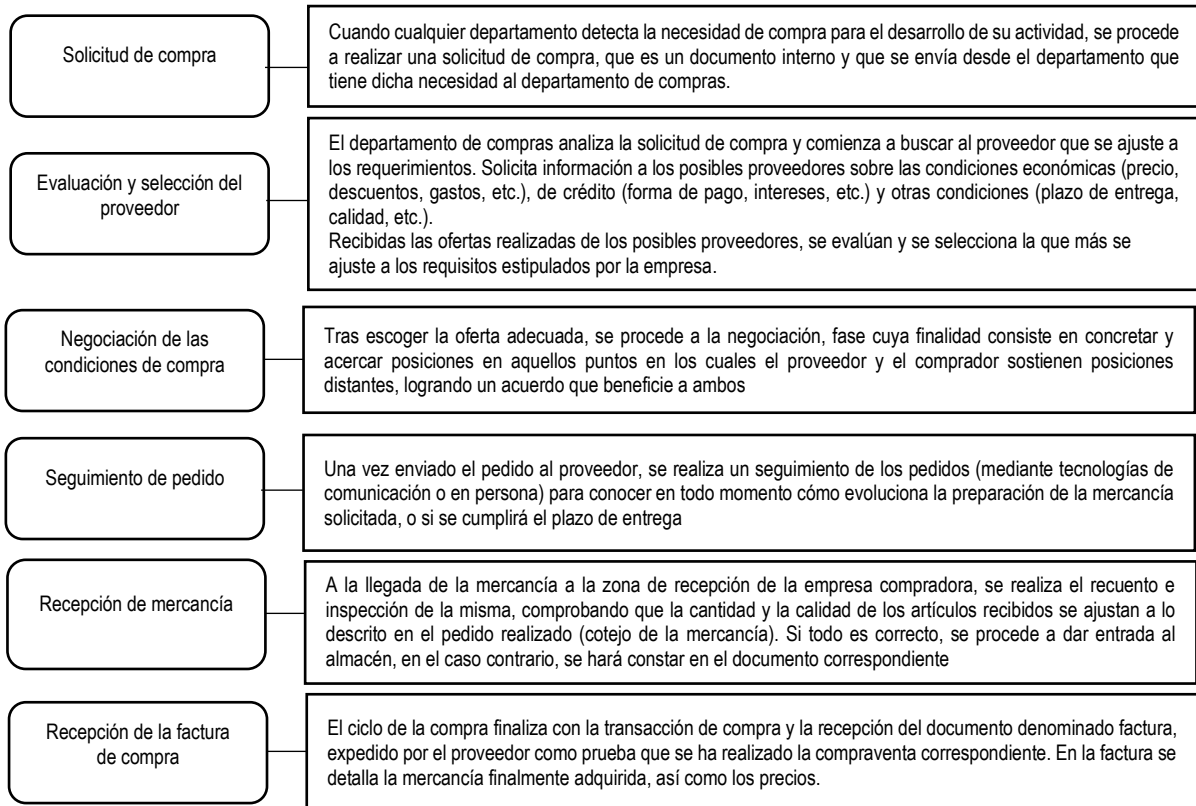 Solicitud de compra
Cuando cualquier departamento detecta la necesidad de compra para el desarrollo de su actividad, se procede
a realizar una solicitud de compra, que es un documento interno y que se envía desde el departamento que
tiene dicha necesidad al departamento de compras.
Evaluación y selección del
proveedor
El departamento de compras analiza la solicitud de compra y comienza a buscar al proveedor que se ajuste a
los requerimientos. Solicita información a los posibles proveedores sobre las condiciones económicas (precio,
descuentos, gastos, etc.), de crédito (forma de pago, intereses, etc.) y otras condiciones (plazo de entrega,
calidad, etc.).
Recibidas las ofertas realizadas de los posibles proveedores, se evalúan y se selecciona la que más se
ajuste a los requisitos estipulados por la empresa.
Negociación de las
condiciones de compra
Tras escoger la oferta adecuada, se procede a la negociación, fase cuya finalidad consiste en concretar y
acercar posiciones en aquellos puntos en los cuales el proveedor y el comprador sostienen posiciones
distantes, logrando un acuerdo que beneficie a ambos
Seguimiento de pedido
Una vez enviado el pedido al proveedor, se realiza un seguimiento de los pedidos (mediante tecnologías de
comunicación o en persona) para conocer en todo momento cómo evoluciona la preparación de la mercancía
solicitada, o si se cumplirá el plazo de entrega
Recepción de mercancía
A la llegada de la mercancía a la zona de recepción de la empresa compradora, se realiza el recuento e
inspección de la misma, comprobando que la cantidad y la calidad de los artículos recibidos se ajustan a lo
descrito en el pedido realizado (cotejo de la mercancía). Si todo es correcto, se procede a dar entrada al
almacén, en el caso contrario, se hará constar en el documento correspondiente
Recepción de la factura
de compra
El ciclo de la compra finaliza con la transacción de compra y la recepción del documento denominado factura,
expedido por el proveedor como prueba que se ha realizado la compraventa correspondiente. En la factura se
detalla la mercancía finalmente adquirida, así como los precios.